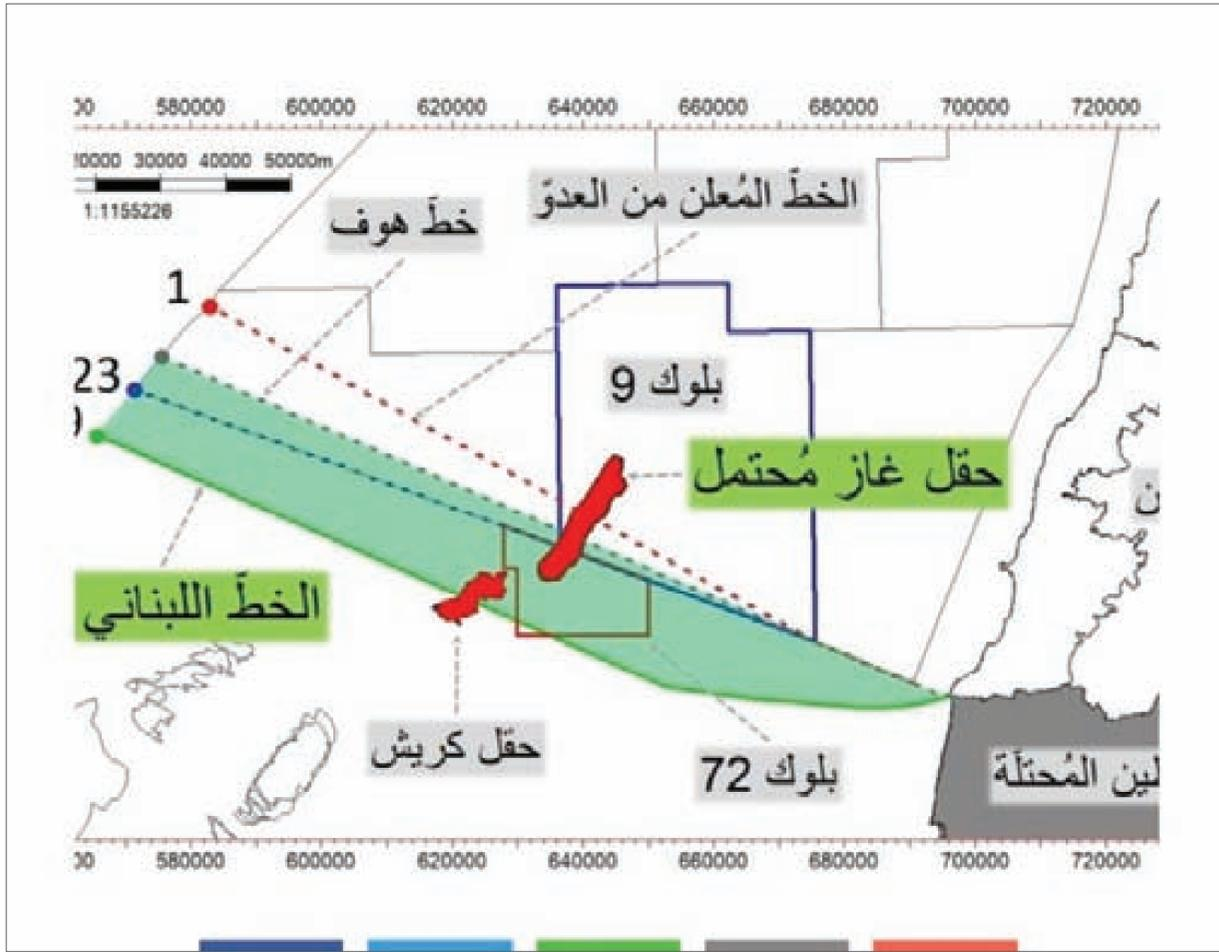 580000 600000 620000 640000 660000 680000 700000 720000
30000 40000 50000m
1:1155226
الخطّ المُعلن من العدوّ
خطّ هوف
1
23
بلوك 9
حقل غاز مُحتمل
الخطّ اللبناني
حقل كريش
بلوك 72
المُحتلّة
580000 600000 620000 640000 660000 680000 700000 720000